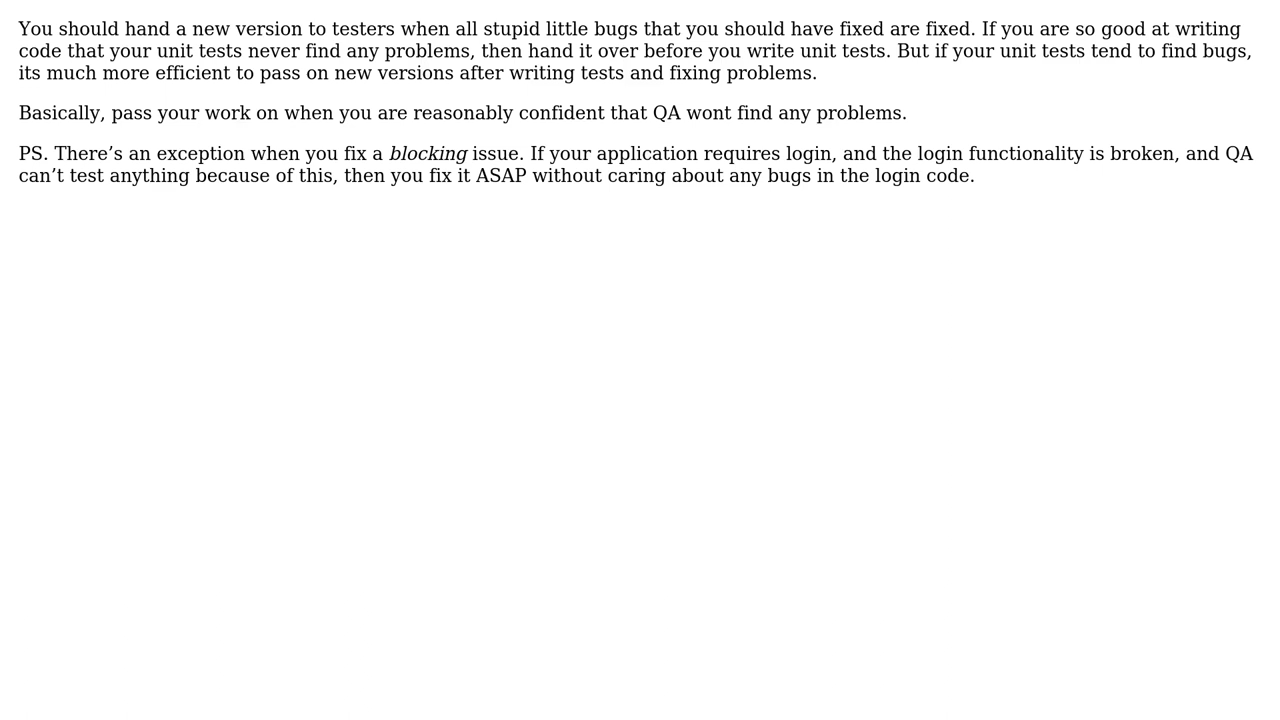 You should hand a new version to testers when all stupid little bugs that you should have fixed are fixed. If you are so good at writing
code that your unit tests never find any problems, then hand it over before you write unit tests. But if your unit tests tend to find bugs,
its much more efficient to pass on new versions after writing tests and fixing problems.
Basically, pass your work on when you are reasonably confident that QA wont find any problems.
PS. There’s an exception when you fix a blocking issue. If your application requires login, and the login functionality is broken, and QA
can’t test anything because of this, then you fix it ASAP without caring about any bugs in the login code.